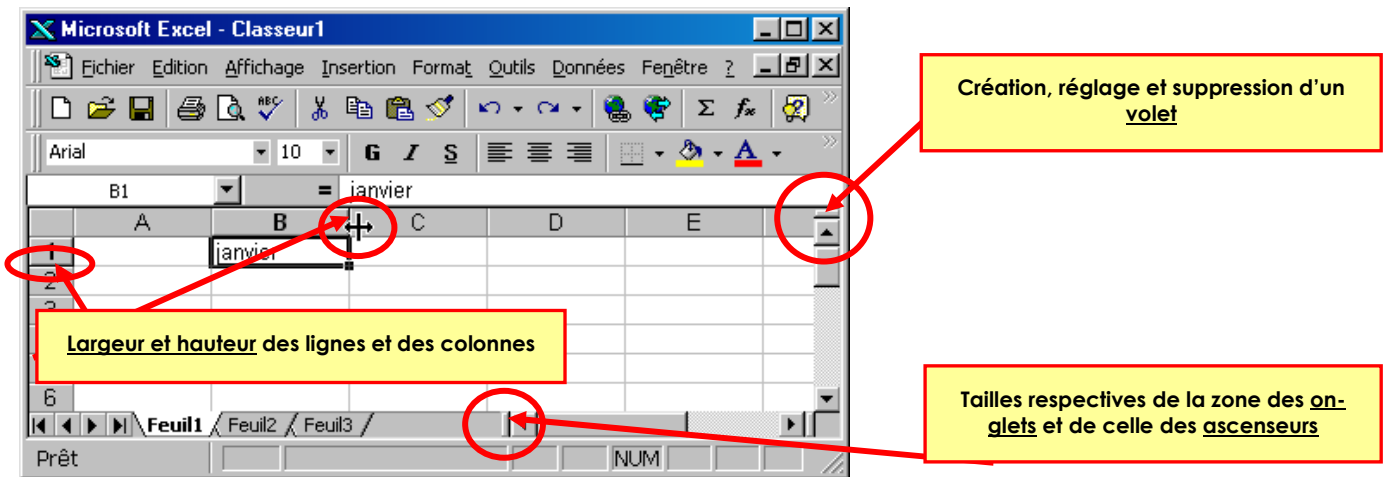 Microsoft Excel - Classeur1
Fichier Edition Affichage Insertion Format Outils Données Fenêtre ?
ABC Σ fx
Arial 10 G I S A
B1 = janvier
A B C D E
1 janvier
2
3
6
Feuil1 Feuil2 Feuil3
Prêt NUM
Création, réglage et suppression d'un
volet
Largeur et hauteur des lignes et des colonnes
Tailles respectives de la zone des on-
glets et de celle des ascenseurs